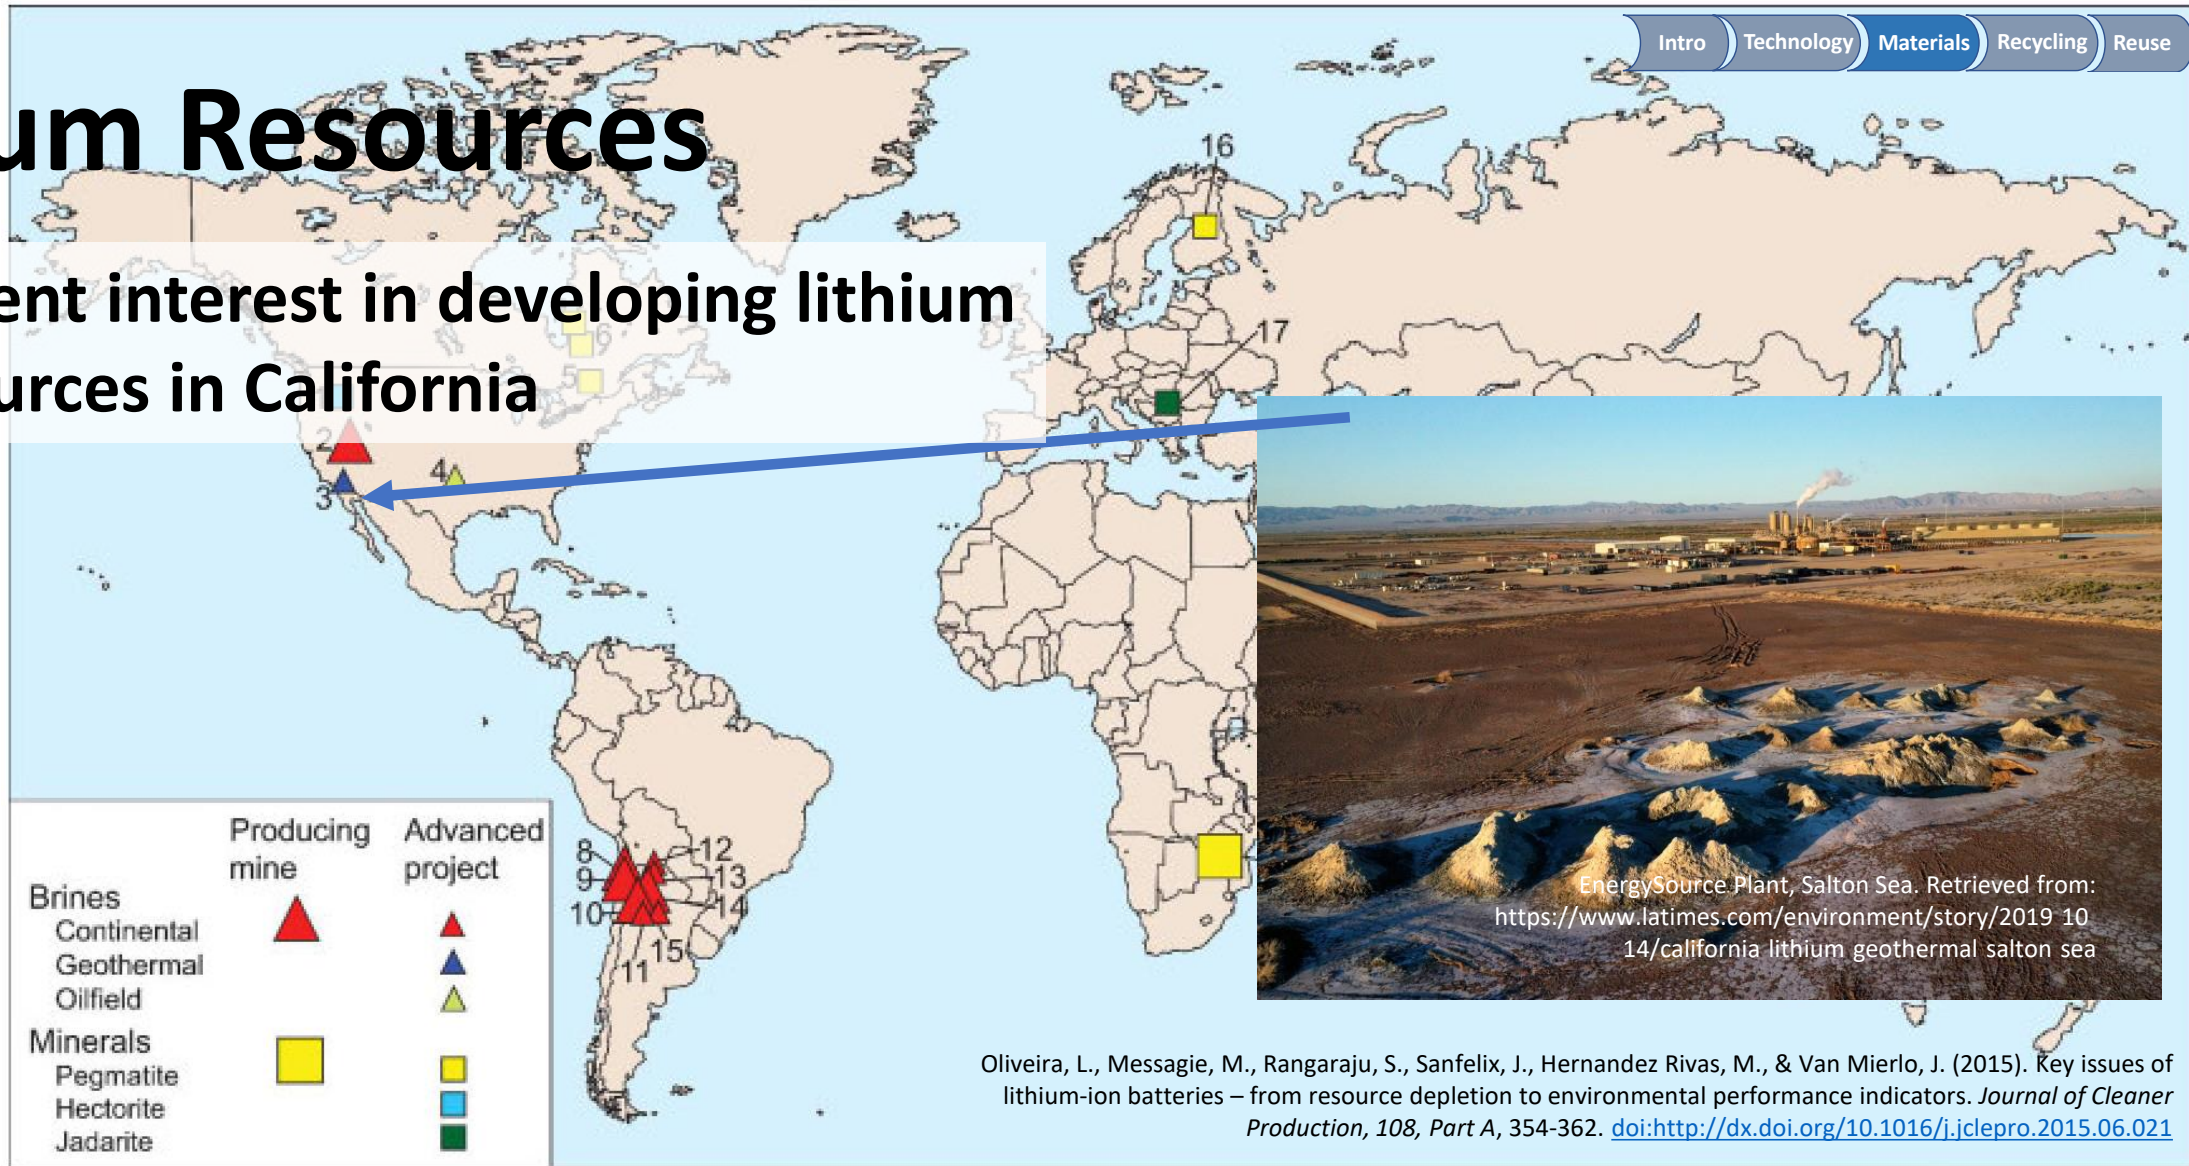 Intro Technology Materials Recycling Reuse
um Resources
ent interest in developing lithium
urces in California
16
17
6
5
2
3
4
8
9
10
11
12
13
14
15
Producing mine
Advanced project
Brines
Continental
Geothermal
Oilfield
Minerals
Pegmatite
Hectorite
Jadarite
EnergySource Plant, Salton Sea. Retrieved from:
https://www.latimes.com/environment/story/2019 10
14/california lithium geothermal salton sea
Oliveira, L., Messagie, M., Rangaraju, S., Sanfelix, J., Hernandez Rivas, M., & Van Mierlo, J. (2015). Key issues of
lithium-ion batteries – from resource depletion to environmental performance indicators. Journal of Cleaner
Production, 108, Part A, 354-362. doi:http://dx.doi.org/10.1016/j.jclepro.2015.06.021